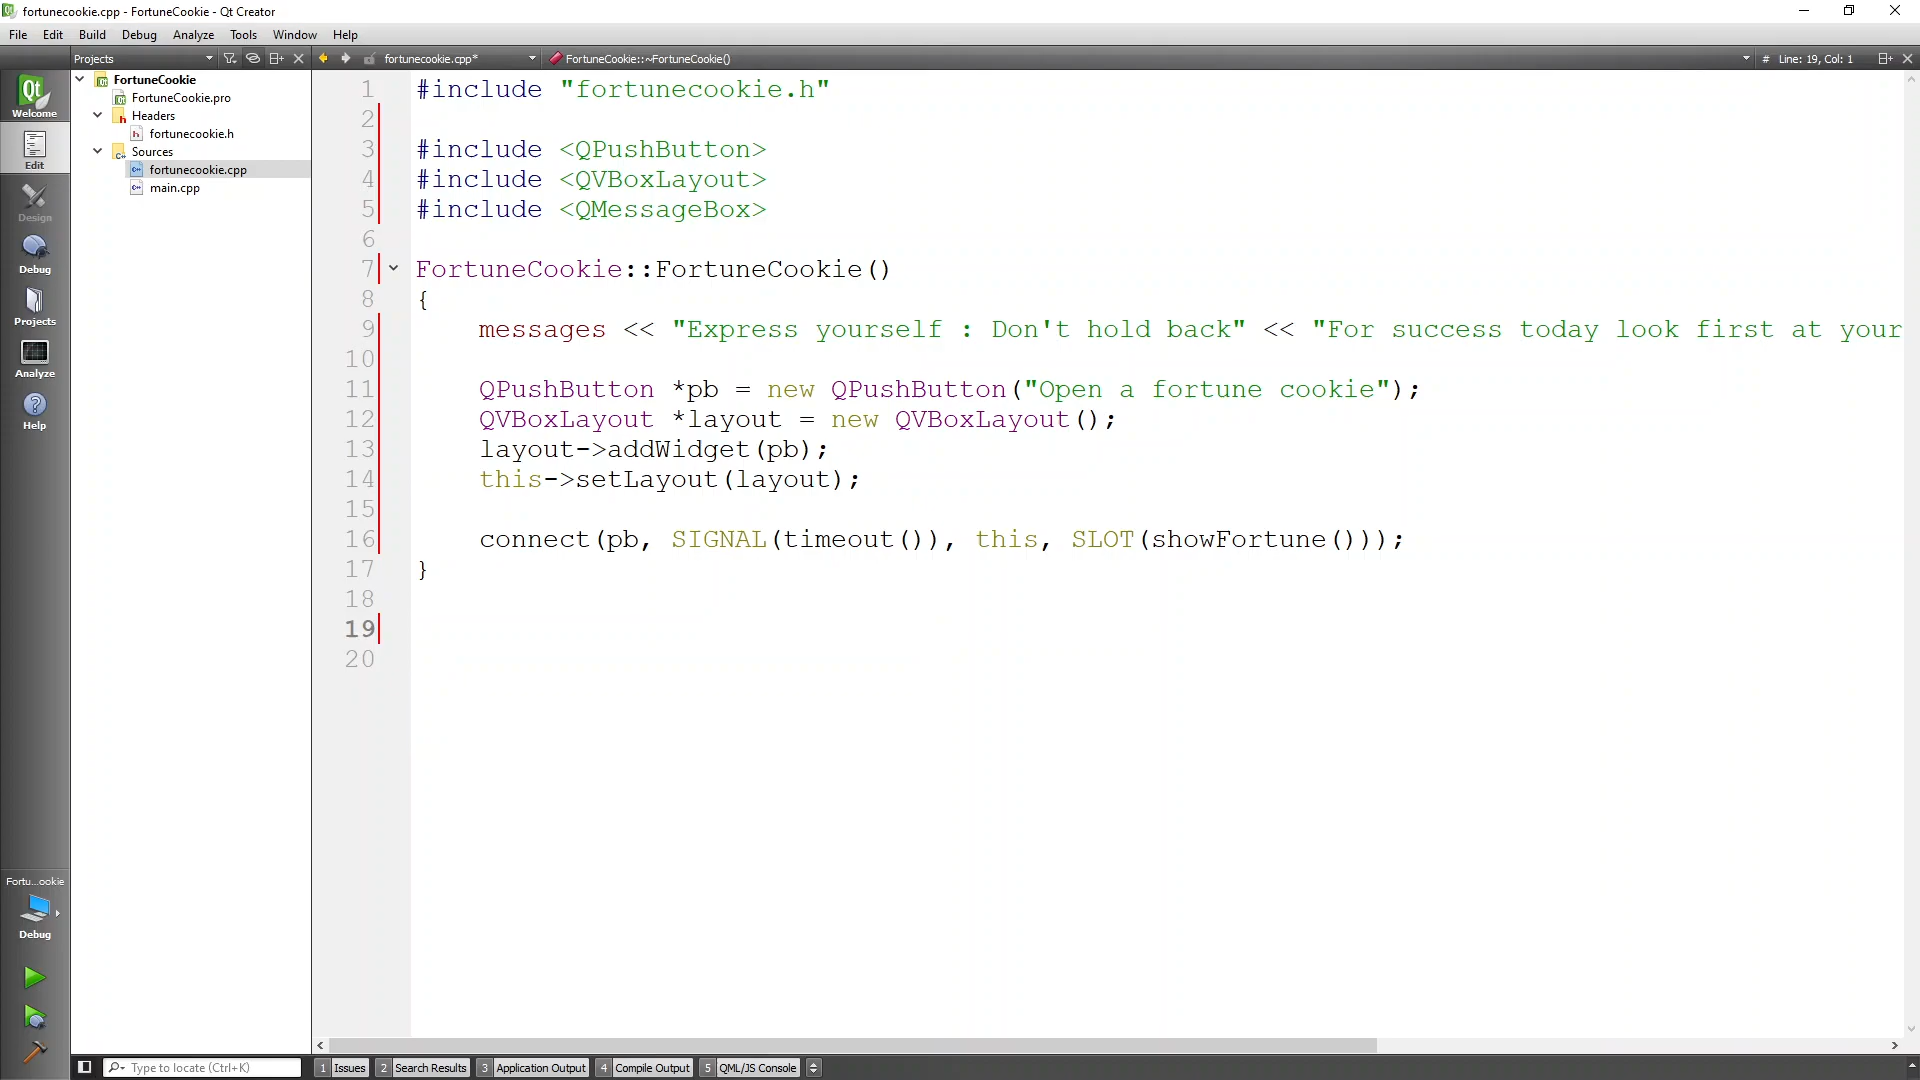 fortunecookie.cpp - FortuneCookie - Qt Creator
File Edit Build Debug Analyze Tools Window Help
Projects fortunecookie.cpp* FortuneCookie::~FortuneCookie() # Line: 19, Col: 1
FortuneCookie
FortuneCookie.pro
Headers
fortunecookie.h
Sources
fortunecookie.cpp
main.cpp
Qt
Welcome
Edit
Design
Debug
Projects
Analyze
Help
Fortu...ookie
Debug
1 #include "fortunecookie.h"
2
3 #include <QPushButton>
4 #include <QVBoxLayout>
5 #include <QMessageBox>
6
7 FortuneCookie::FortuneCookie()
8 {
9 messages << "Express yourself : Don't hold back" << "For success today look first at your
10
11 QPushButton *pb = new QPushButton("Open a fortune cookie");
12 QVBoxLayout *layout = new QVBoxLayout();
13 layout->addWidget(pb);
14 this->setLayout(layout);
15
16 connect(pb, SIGNAL(timeout()), this, SLOT(showFortune()));
17 }
18
19
20
Type to locate (Ctrl+K) 1 Issues 2 Search Results 3 Application Output 4 Compile Output 5 QML/JS Console